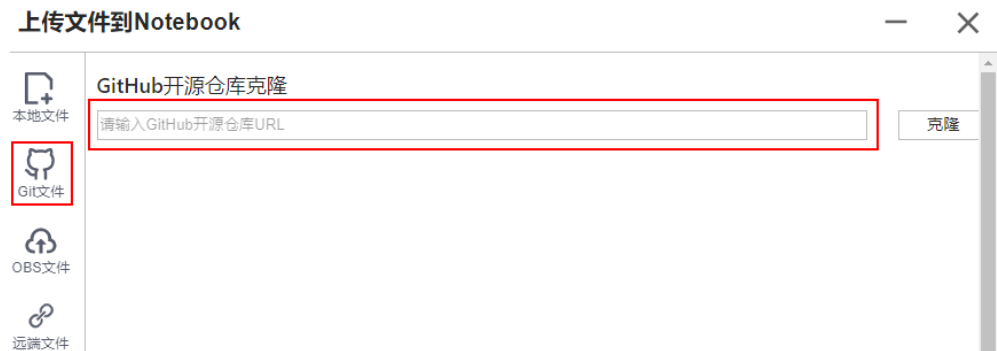 上传文件到Notebook
本地文件
Git文件
OBS文件
远端文件
GitHub开源仓库克隆
请输入GitHub开源仓库URL
克隆